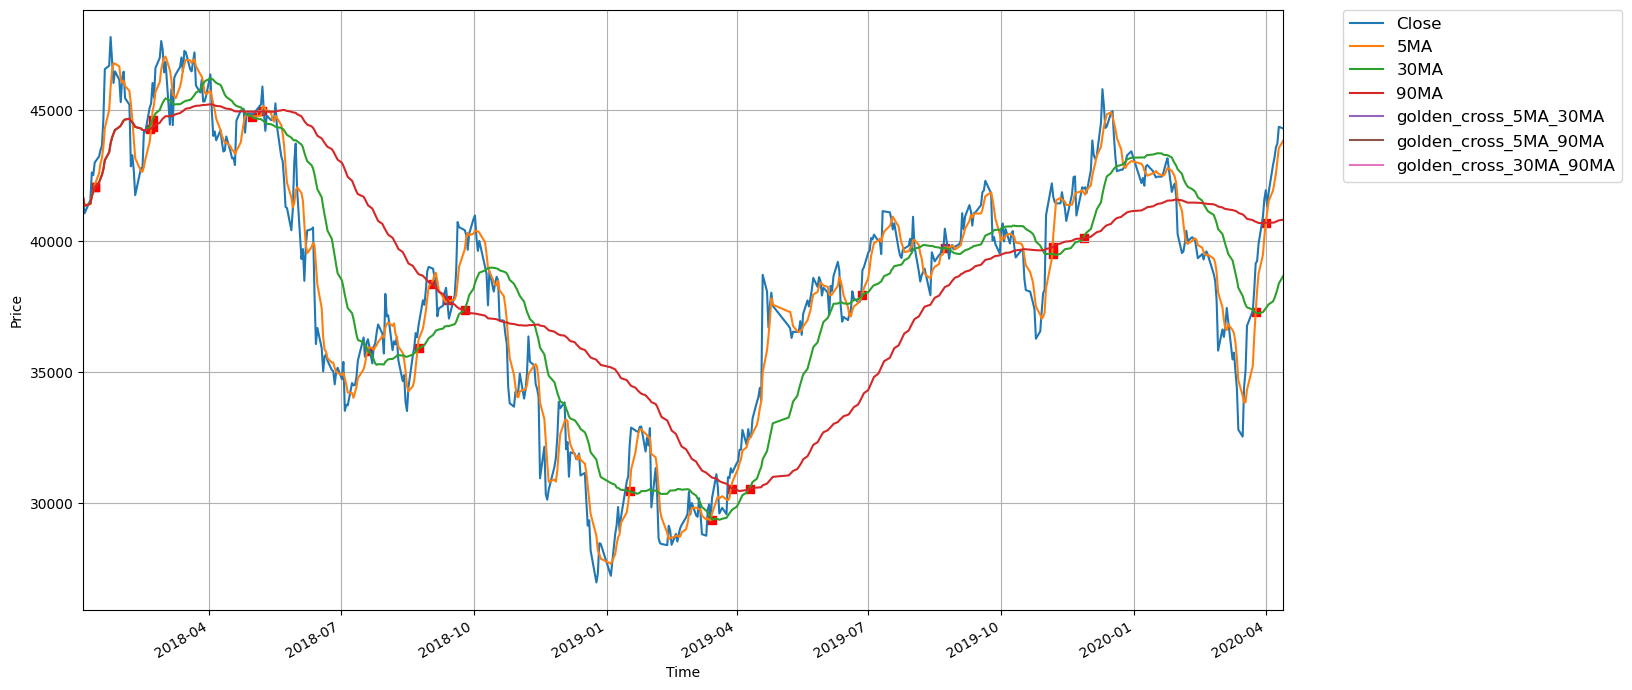 Close
5MA
30MA
90MA
golden_cross_5MA_30MA
golden_cross_5MA_90MA
golden_cross_30MA_90MA
45000
40000
35000
30000
Price
2018-04
2018-07
2018-10
2019-01
2019-04
2019-07
2019-10
2020-01
2020-04
Time